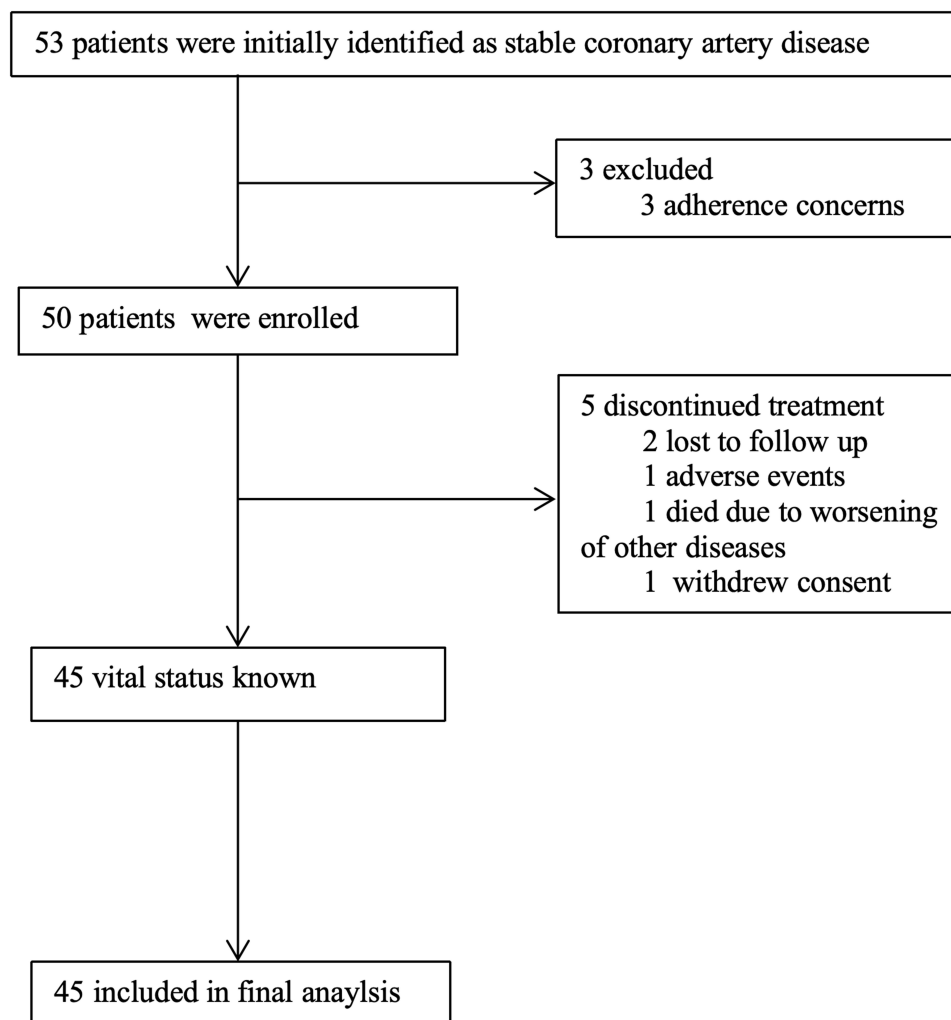 53 patients were initially identified as stable coronary artery disease
3 excluded
3 adherence concerns
50 patients  were enrolled
5 discontinued treatment
2 lost to follow up
1 adverse events
1 died due to worsening
of other diseases
1  withdrew consent
45 vital status known
45 included in final anaylsis